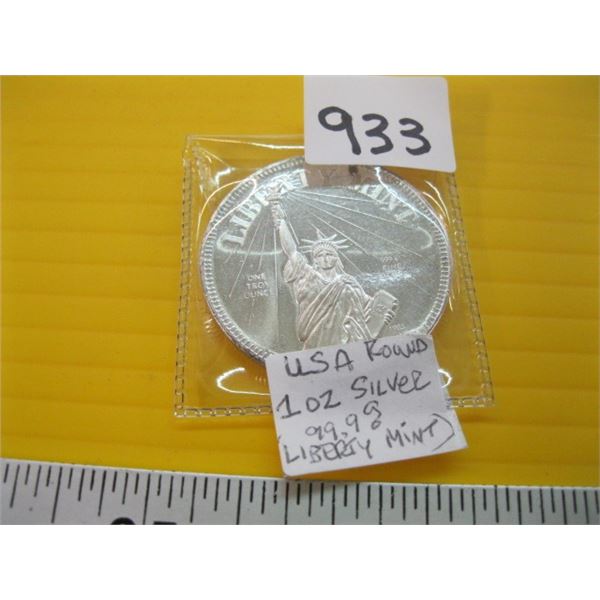 933
LIBERTY MINT
ONE
TROY
OUNCE
USA ROUND
1 OZ SILVER
99.98
(LIBERTY MINT)